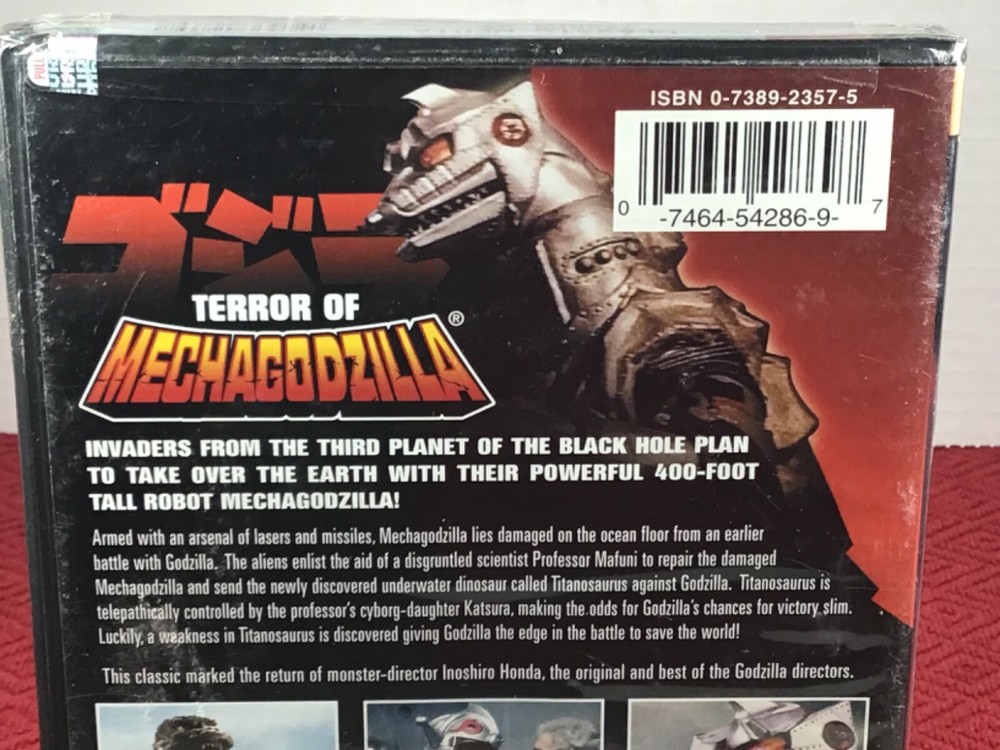 PULL
ISBN 0-7389-2357-5
0 -7464-54286-9- 7
ゴジラ
TERROR OF
MECHAGODZILLA®
INVADERS FROM THE THIRD PLANET OF THE BLACK HOLE PLAN
TO TAKE OVER THE EARTH WITH THEIR POWERFUL 400-FOOT
TALL ROBOT MECHAGODZILLA!
Armed with an arsenal of lasers and missiles, Mechagodzilla lies damaged on the ocean floor from an earlier
battle with Godzilla. The aliens enlist the aid of a disgruntled scientist Professor Mafuni to repair the damaged
Mechagodzilla and send the newly discovered underwater dinosaur called Titanosaurus against Godzilla. Titanosaurus is
telepathically controlled by the professor's cyborg-daughter Katsura, making the odds for Godzilla's chances for victory slim.
Luckily, a weakness in Titanosaurus is discovered giving Godzilla the edge in the battle to save the world!
This classic marked the return of monster-director Inoshiro Honda, the original and best of the Godzilla directors.